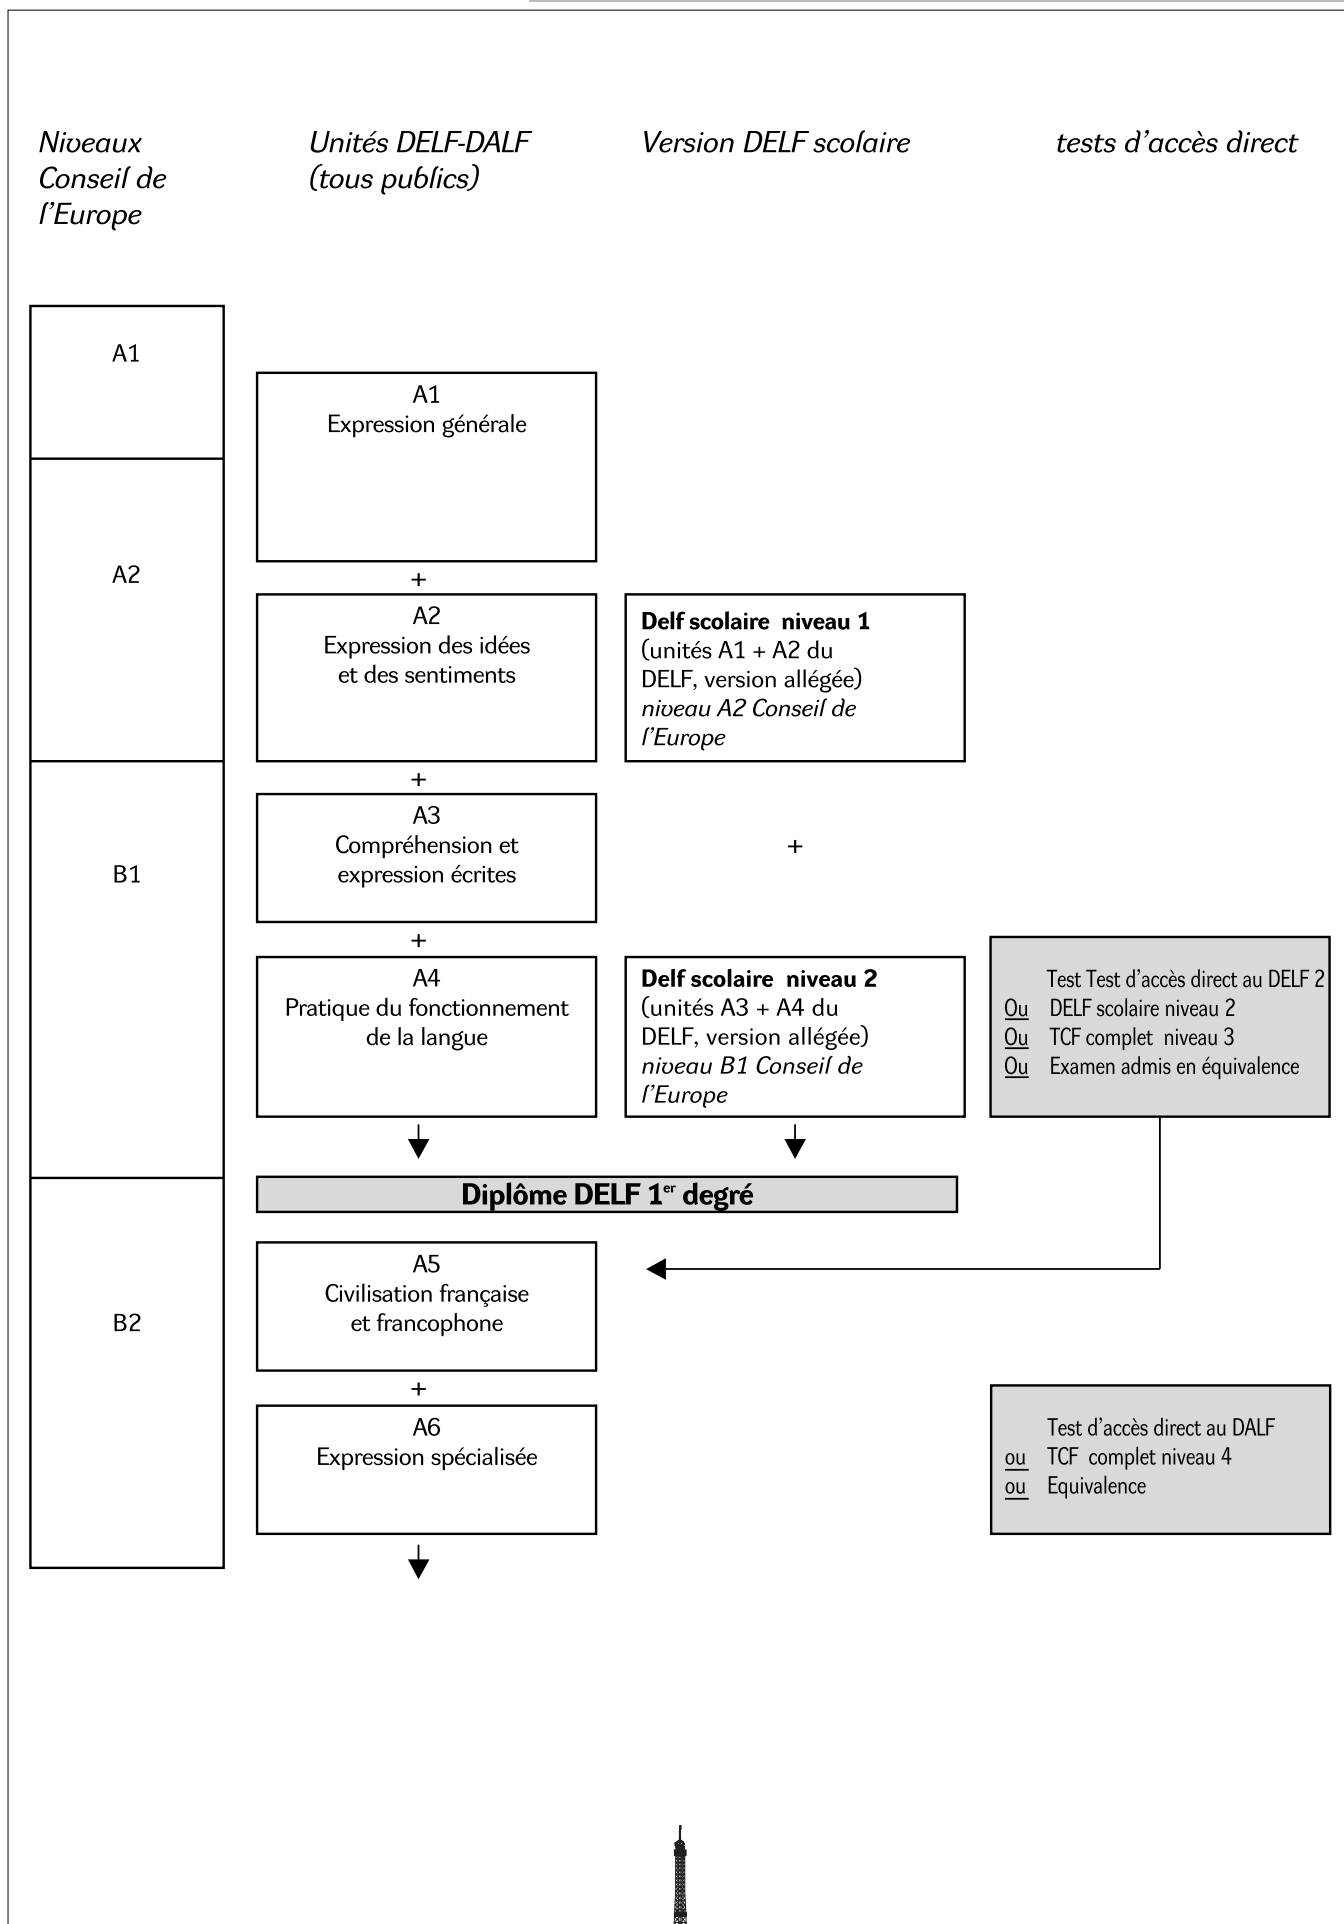 Niveaux
Conseil de
l'Europe
Unités DELF-DALF
(tous publics)
Version DELF scolaire
tests d'accès direct
A1
A1
Expression générale
A2
+
A2
Expression des idées
et des sentiments
Delf scolaire niveau 1
(unités A1 + A2 du
DELF, version allégée)
niveau A2 Conseil de
l'Europe
B1
+
A3
Compréhension et
expression écrites
+
+
A4
Pratique du fonctionnement
de la langue
Delf scolaire niveau 2
(unités A3 + A4 du
DELF, version allégée)
niveau B1 Conseil de
l'Europe
Test Test d'accès direct au DELF 2
Ou DELF scolaire niveau 2
Ou TCF complet niveau 3
Ou Examen admis en équivalence
Diplôme DELF 1er degré
B2
A5
Civilisation française
et francophone
+
A6
Expression spécialisée
Test d'accès direct au DALF
ou TCF complet niveau 4
ou Equivalence